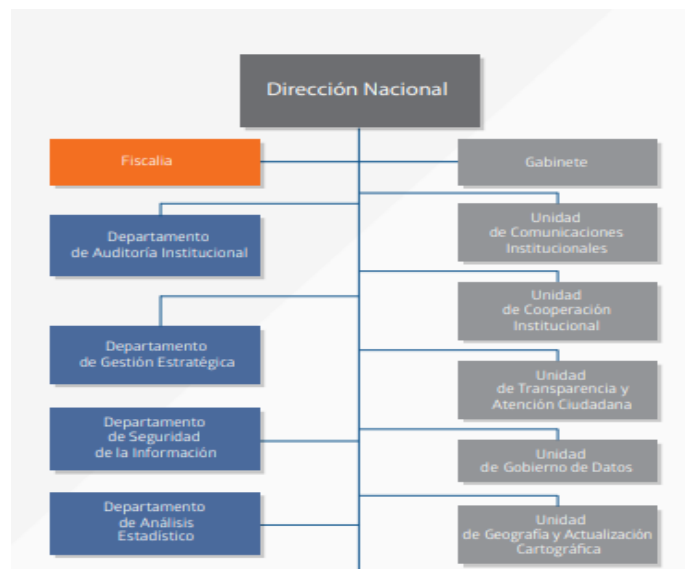 Dirección Nacional
Fiscalia
Gabinete
Departamento
de Auditoría Institucional
Unidad
de Comunicaciones
Institucionales
Unidad
de Cooperación
Institucional
Departamento
de Gestión Estratégica
Unidad
de Transparencia y
Atención Ciudadana
Departamento
de Seguridad
de la Información
Unidad
de Gobierno de Datos
Departamento
de Análisis
Estadístico
Unidad
de Geografía y Actualización
Cartográfica